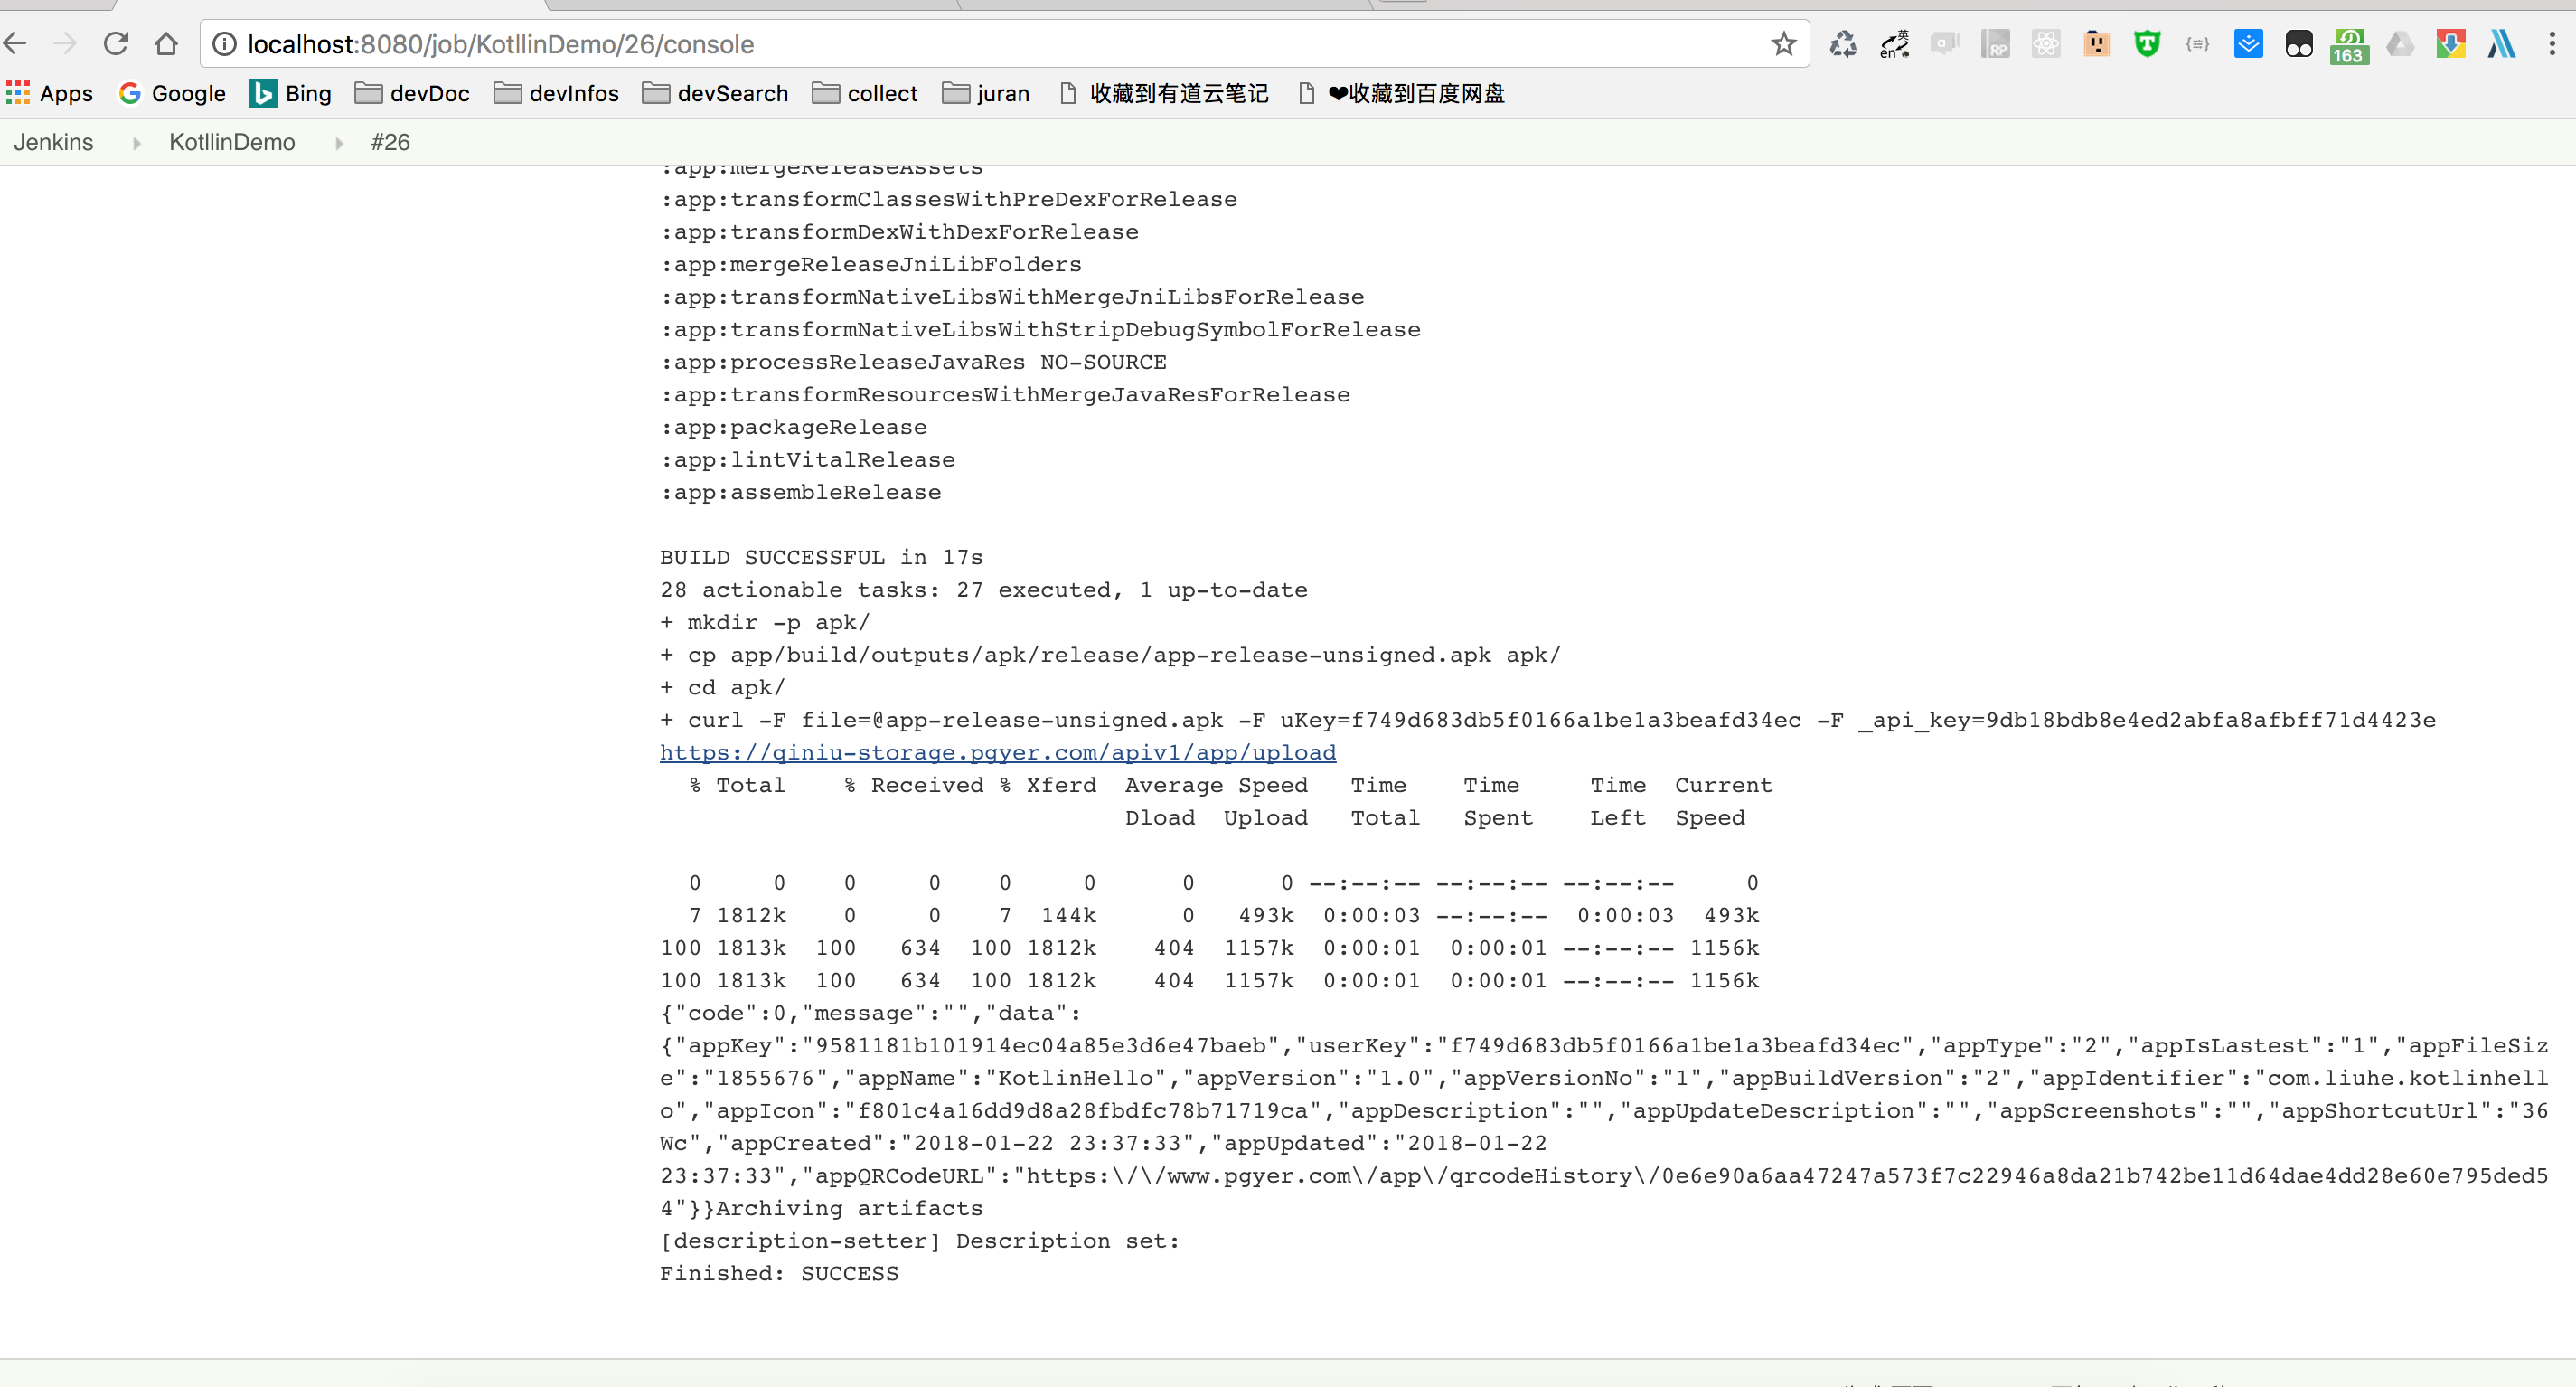 localhost:8080/job/KotllinDemo/26/console
英
en
163
Apps Google Bing devDoc devInfos devSearch collect juran 收藏到有道云笔记 ❤收藏到百度网盘
Jenkins KotllinDemo #26
:app:mergeReleaseAssets
:app:transformClassesWithPreDexForRelease
:app:transformDexWithDexForRelease
:app:mergeReleaseJniLibFolders
:app:transformNativeLibsWithMergeJniLibsForRelease
:app:transformNativeLibsWithStripDebugSymbolForRelease
:app:processReleaseJavaRes NO-SOURCE
:app:transformResourcesWithMergeJavaResForRelease
:app:packageRelease
:app:lintVitalRelease
:app:assembleRelease
BUILD SUCCESSFUL in 17s
28 actionable tasks: 27 executed, 1 up-to-date
+ mkdir -p apk/
+ cp app/build/outputs/apk/release/app-release-unsigned.apk apk/
+ cd apk/
+ curl -F file=@app-release-unsigned.apk -F uKey=f749d683db5f0166a1be1a3beafd34ec -F _api_key=9db18bdb8e4ed2abfa8afbff71d4423e
https://qiniu-storage.pgyer.com/apiv1/app/upload
% Total % Received % Xferd Average Speed Time Time Time Current
Dload Upload Total Spent Left Speed
0 0 0 0 0 0 0 0 --:--:-- --:--:-- --:--:-- 0
7 1812k 0 0 7 144k 0 493k 0:00:03 --:--:-- 0:00:03 493k
100 1813k 100 634 100 1812k 404 1157k 0:00:01 0:00:01 --:--:-- 1156k
100 1813k 100 634 100 1812k 404 1157k 0:00:01 0:00:01 --:--:-- 1156k
{"code":0,"message":"","data":
{"appKey":"9581181b101914ec04a85e3d6e47baeb","userKey":"f749d683db5f0166a1be1a3beafd34ec","appType":"2","appIsLastest":"1","appFileSiz
e":"1855676","appName":"KotlinHello","appVersion":"1.0","appVersionNo":"1","appBuildVersion":"2","appIdentifier":"com.liuhe.kotlinhell
o","appIcon":"f801c4a16dd9d8a28fbdfc78b71719ca","appDescription":"","appUpdateDescription":"","appScreenshots":"","appShortcutUrl":"36
Wc","appCreated":"2018-01-22 23:37:33","appUpdated":"2018-01-22
23:37:33","appQRCodeURL":"https:\/\/www.pgyer.com\/app\/qrcodeHistory\/0e6e90a6aa47247a573f7c22946a8da21b742be11d64dae4dd28e60e795ded5
4"}}Archiving artifacts
[description-setter] Description set:
Finished: SUCCESS